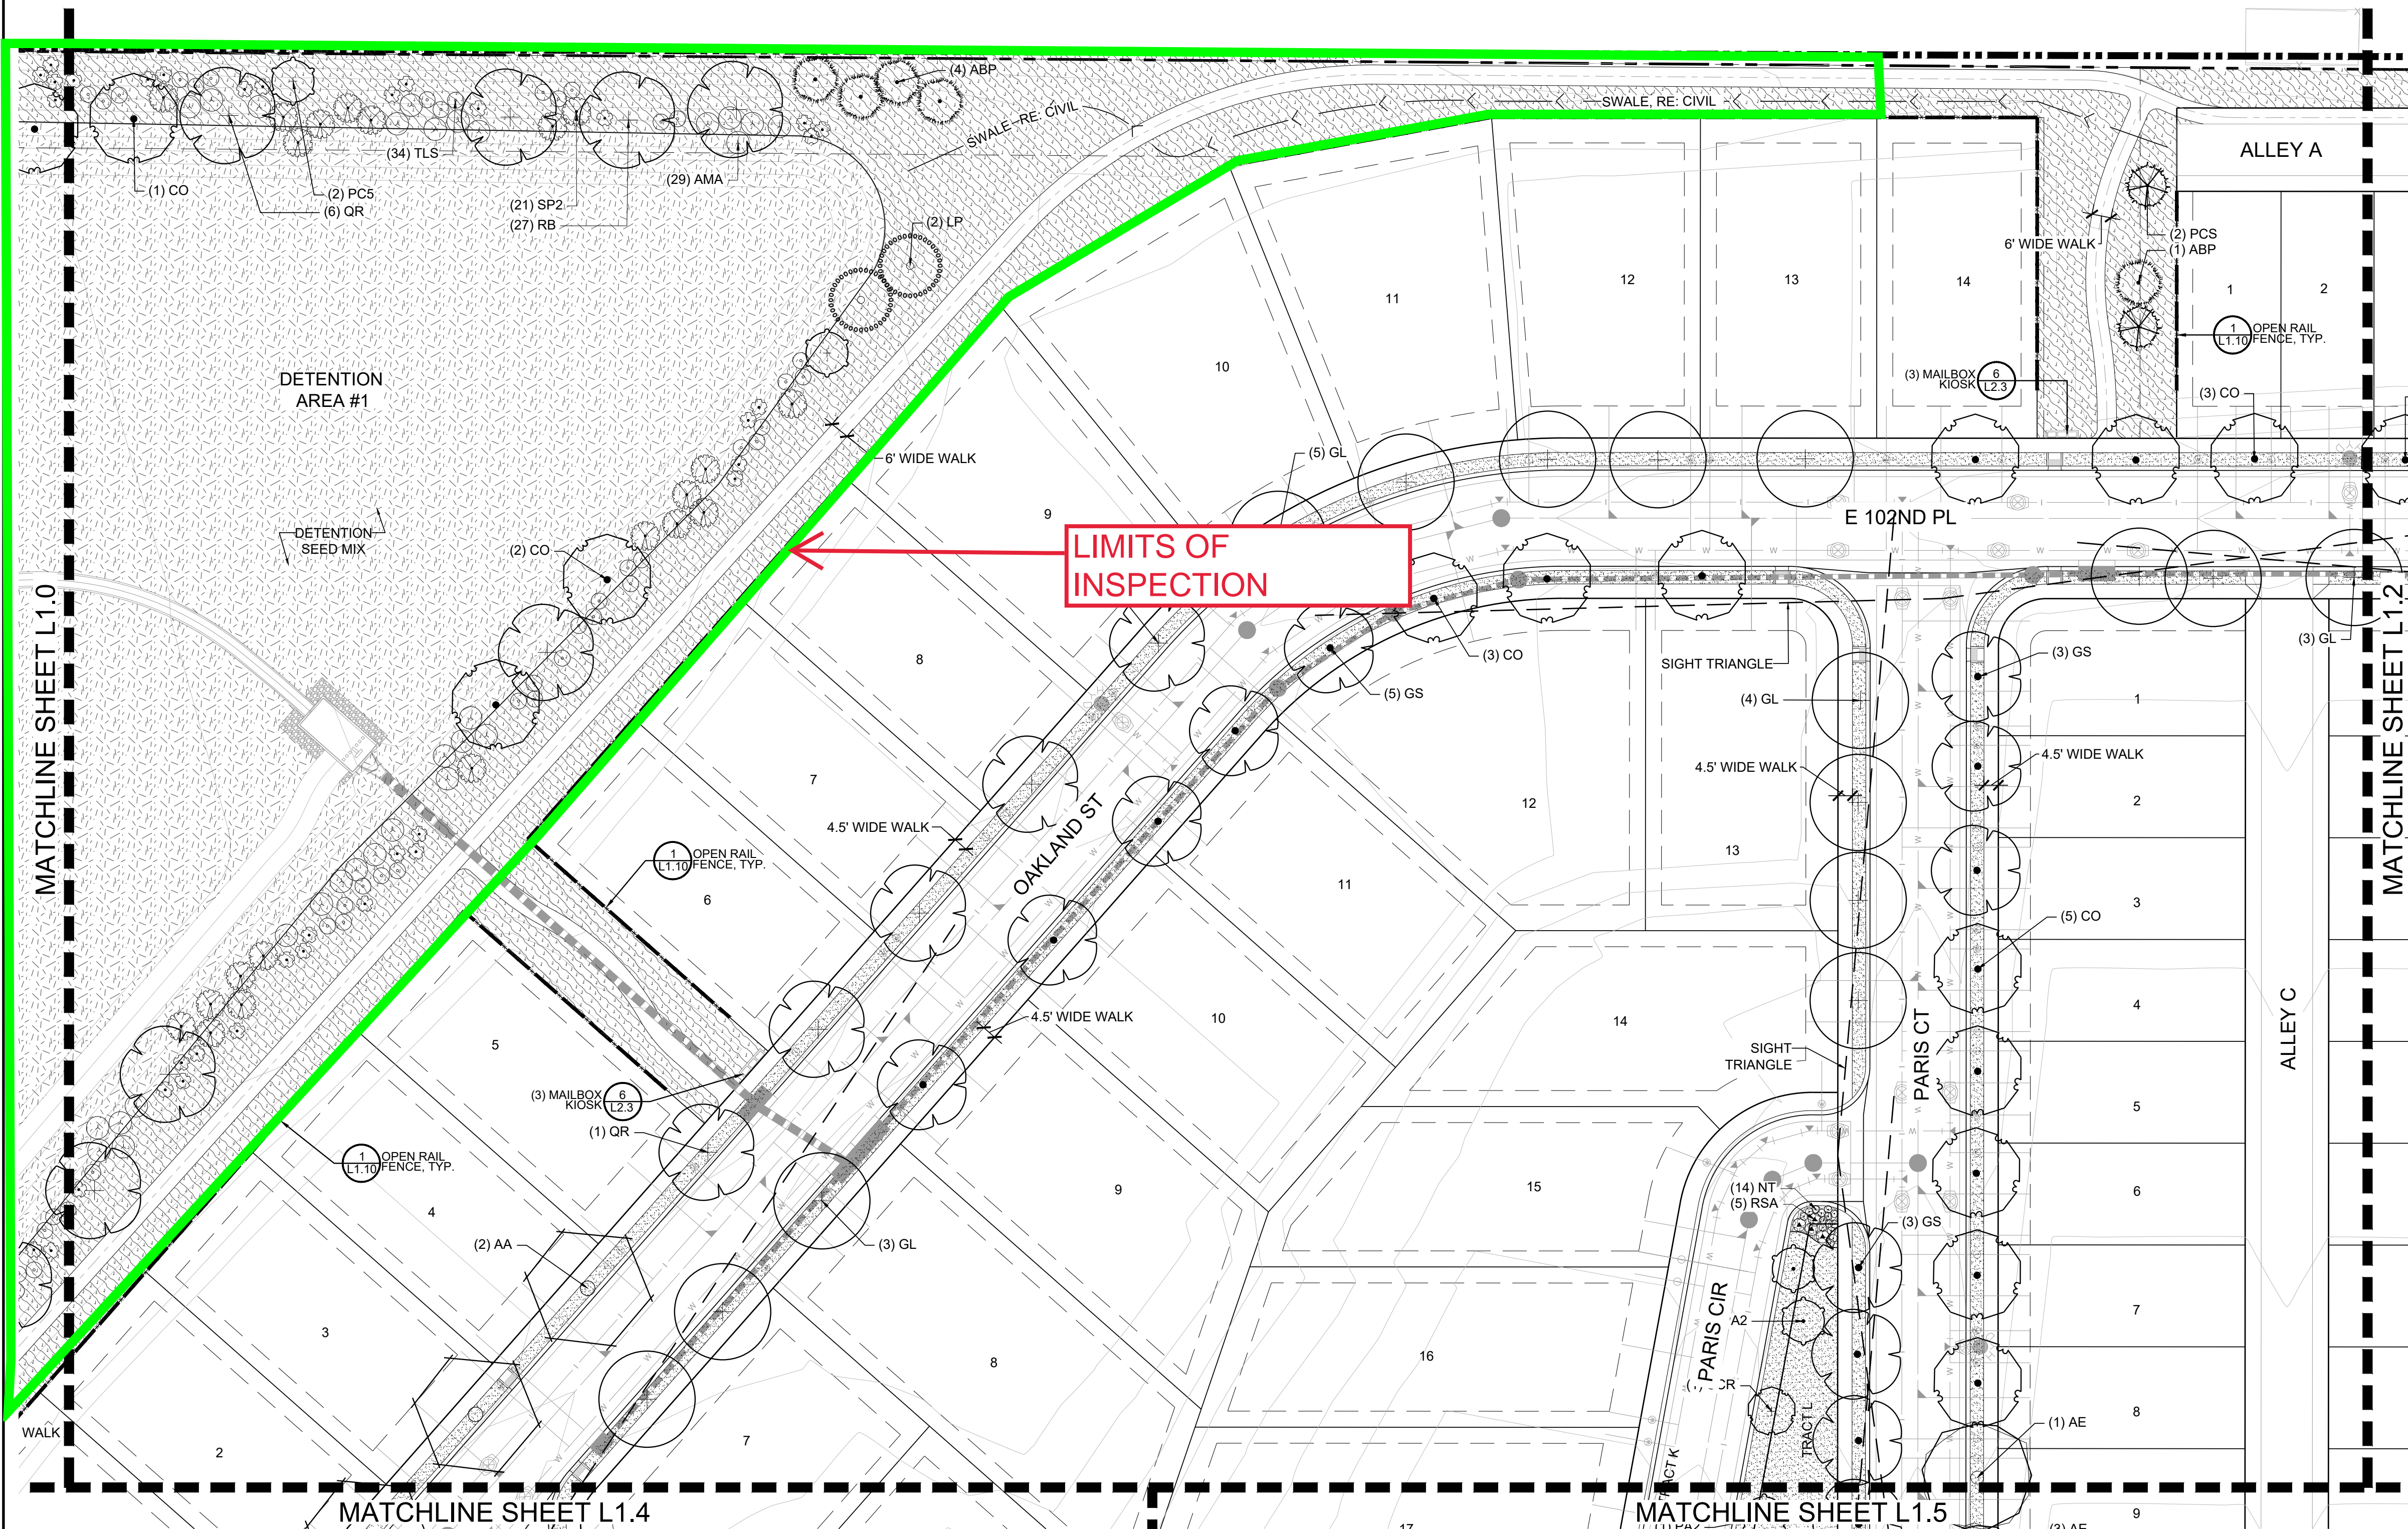 (4) ABP
SWALE, RE: CIVIL
SWALE, RE: CIVIL
(34) TLS
(1) CO
(2) PC5
(6) QR
(29) AMA
(21) SP2
(27) RB
(2) LP
ALLEY A
6' WIDE WALK
(2) PCS
(1) ABP
DETENTION
AREA #1
10
11
12
13
14
1
2
1
L1.10
OPEN RAIL
FENCE, TYP.
(3) MAILBOX
KIOSK
6
L2.3
(3) CO
6' WIDE WALK
(5) GL
9
E 102ND PL
DETENTION
SEED MIX
(2) CO
LIMITS OF
INSPECTION
MATCHLINE SHEET L1.0
MATCHLINE SHEET L1.2
8
(3) CO
(5) GS
SIGHT TRIANGLE
(4) GL
(3) GS
(3) GL
1
7
4.5' WIDE WALK
4.5' WIDE WALK
2
4.5' WIDE WALK
OAKLAND ST
12
13
1
L1.10
OPEN RAIL
FENCE, TYP.
6
11
3
(5) CO
4
5
4.5' WIDE WALK
10
14
SIGHT
TRIANGLE
PARIS CT
ALLEY C
(3) MAILBOX
KIOSK
6
L2.3
(1) QR
5
1
L1.10
OPEN RAIL
FENCE, TYP.
4
9
15
(14) NT
(5) RSA
6
(2) AA
(3) GL
(3) GS
3
8
16
PARIS CIR
A2
CR
TRACT L
7
8
(1) AE
WALK
2
7
MATCHLINE SHEET L1.4
MATCHLINE SHEET L1.5
17
9
(3) AE